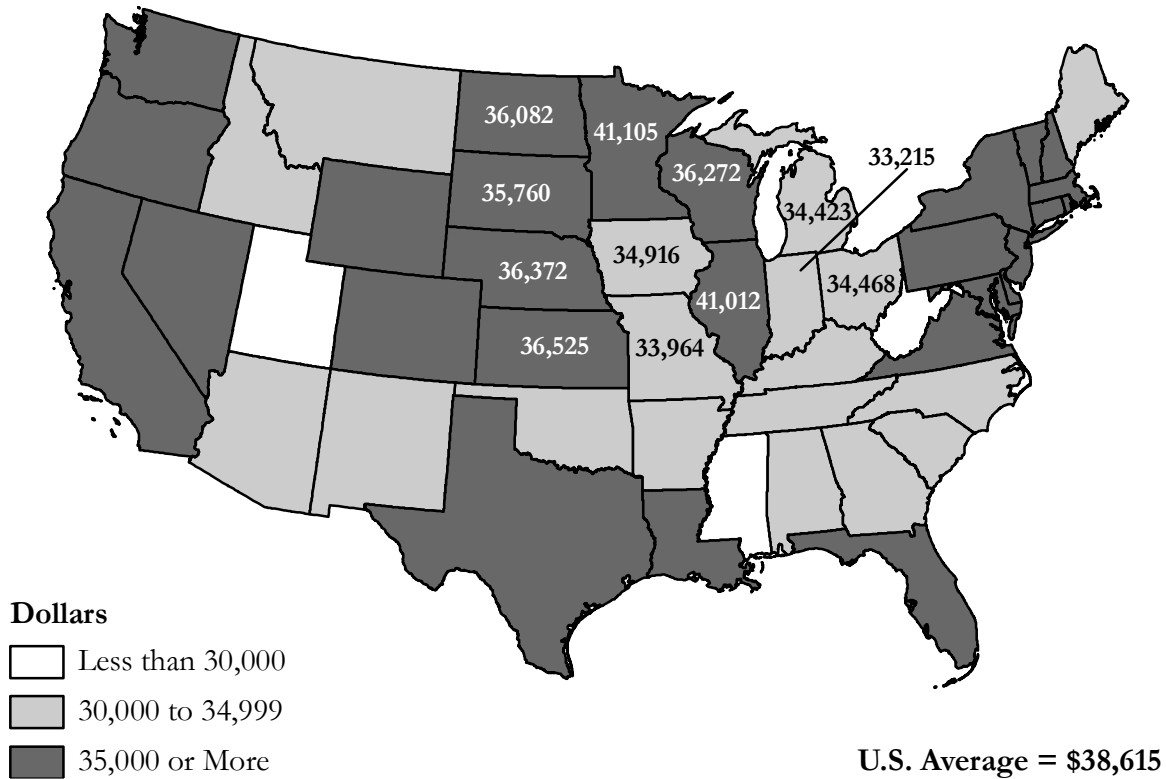 36,082
41,105
36,272
33,215
35,760
34,423
34,916
36,372
34,468
41,012
36,525
33,964
Dollars
Less than 30,000
30,000 to 34,999
35,000 or More
U.S. Average = $38,615